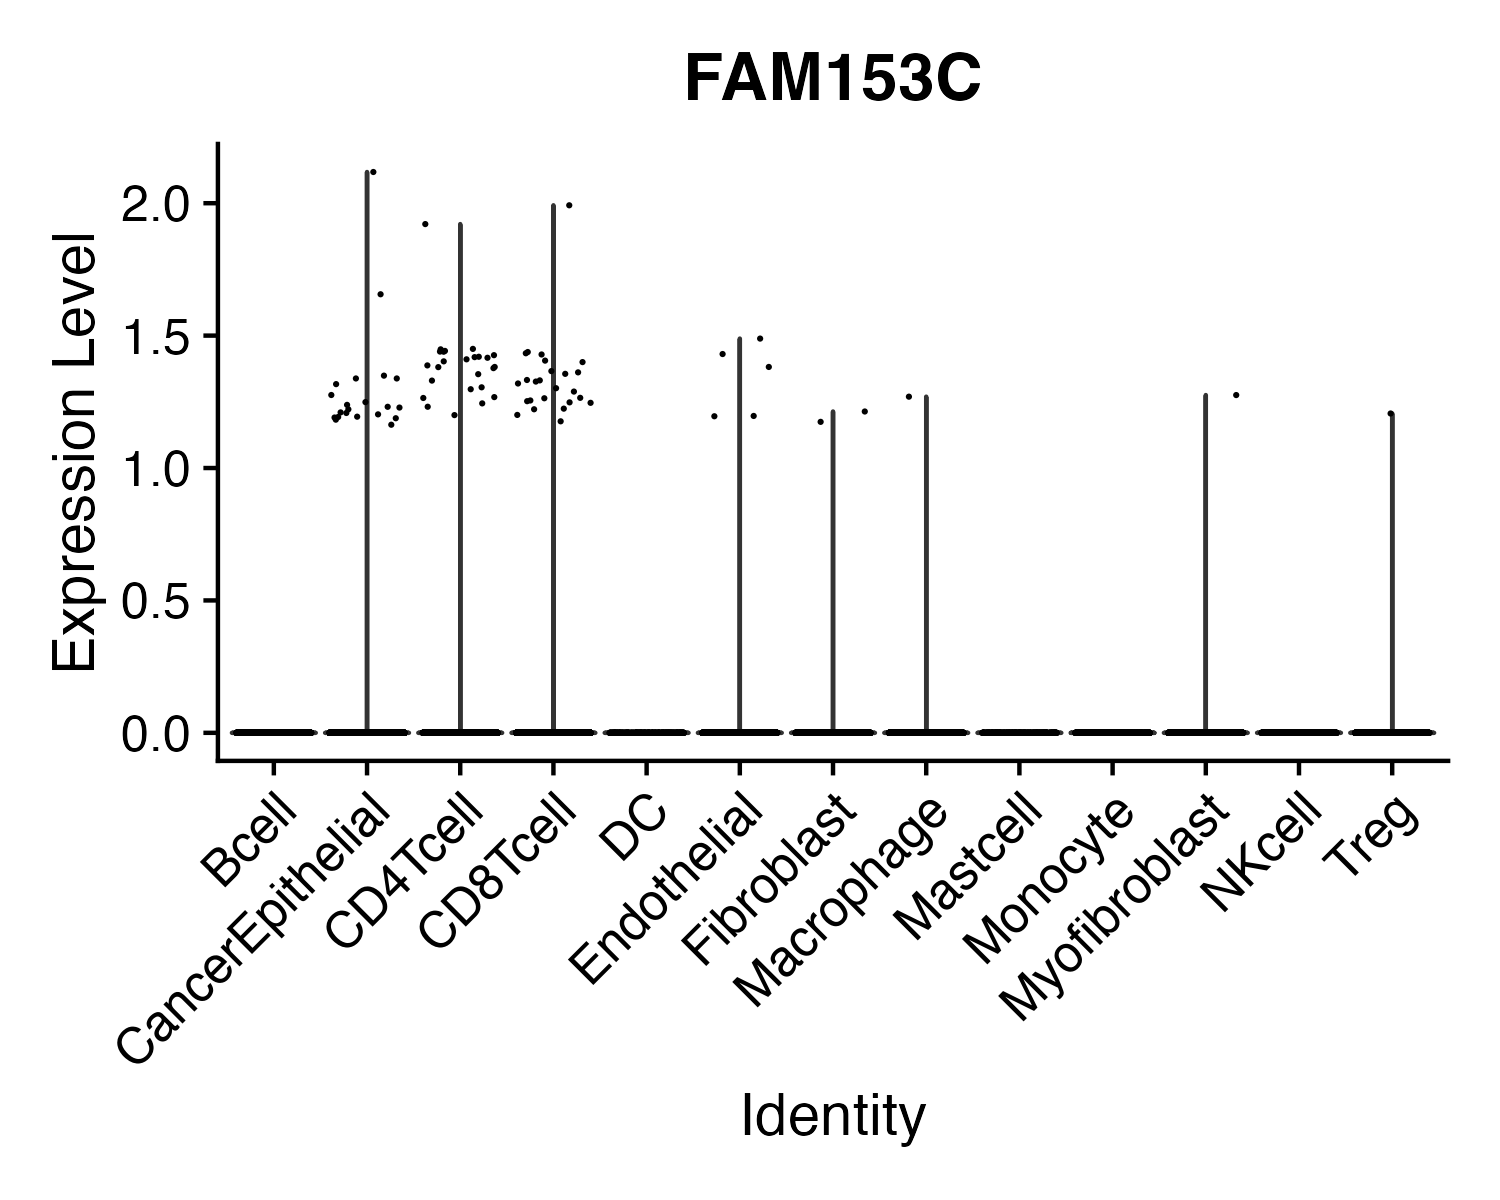 FAM153C
Expression Level
2.0
1.5
1.0
0.5
0.0
Bcell
CancerEpithelial
CD4Tcell
CD8Tcell
DC
Endothelial
Fibroblast
Macrophage
Mastcell
Monocyte
Myofibroblast
NKcell
Treg
Identity